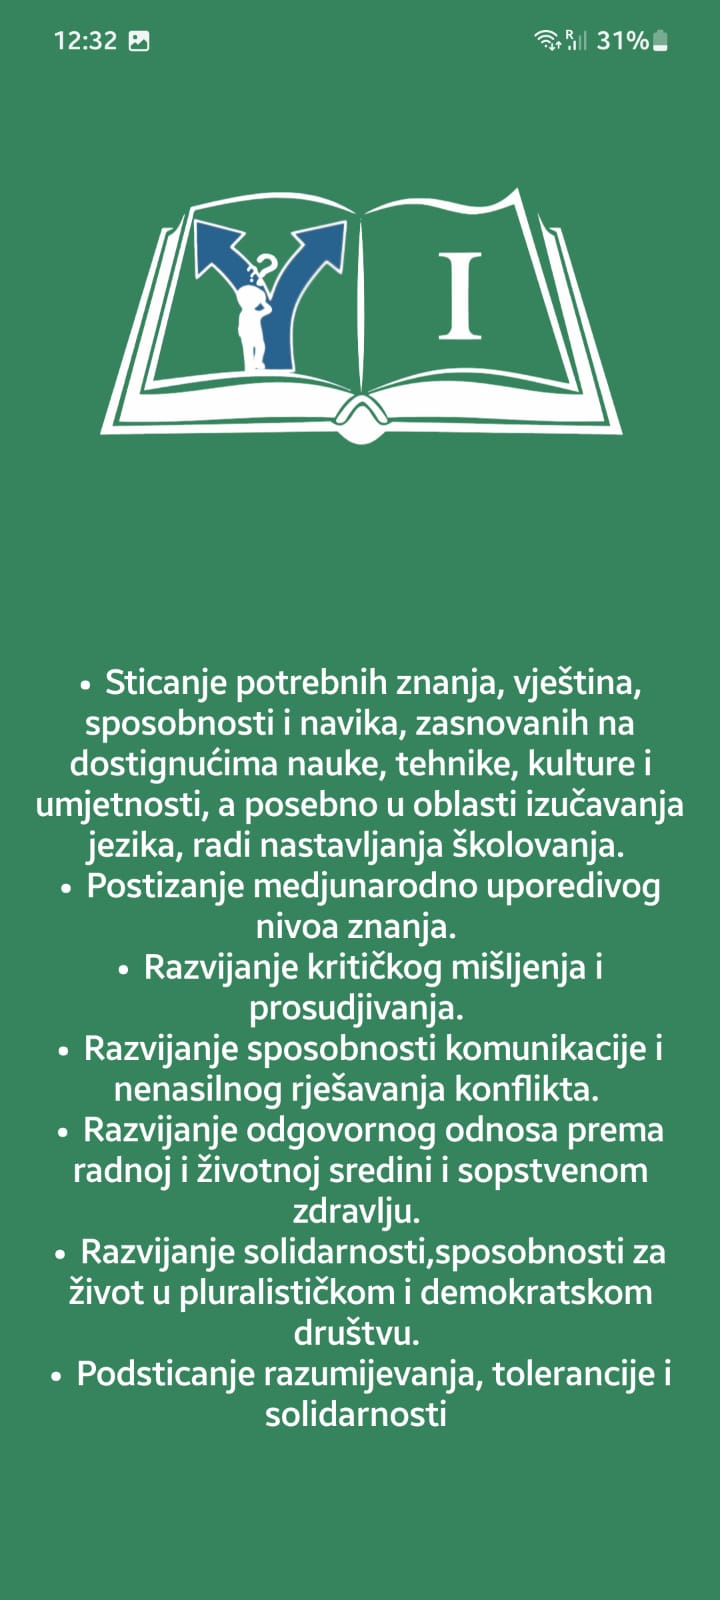 12:32
R
31%
? ?
I
• Sticanje potrebnih znanja, vještina,
sposobnosti i navika, zasnovanih na
dostignućima nauke, tehnike, kulture i
umjetnosti, a posebno u oblasti izučavanja
jezika, radi nastavljanja školovanja.
• Postizanje medjunarodno uporedivog
nivoa znanja.
• Razvijanje kritičkog mišljenja i
prosudjivanja.
• Razvijanje sposobnosti komunikacije i
nenasilnog rješavanja konflikta.
• Razvijanje odgovornog odnosa prema
radnoj i životnoj sredini i sopstvenom
zdravlju.
• Razvijanje solidarnosti,sposobnosti za
život u pluralističkom i demokratskom
društvu.
• Podsticanje razumijevanja, tolerancije i
solidarnosti